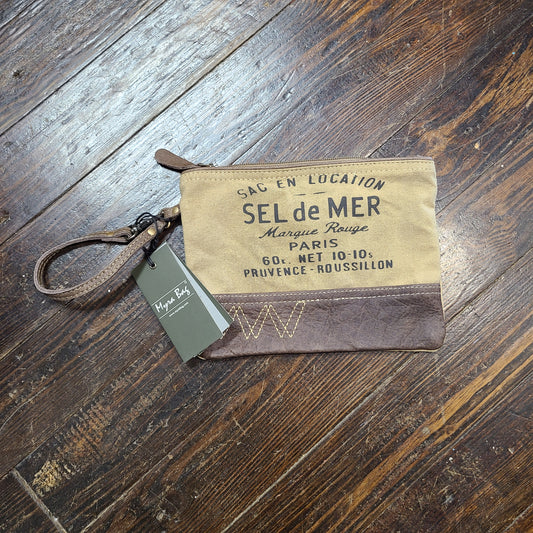 SAC EN LOCATION
SEL de MER
Marque Rouge
PARIS
60K. NET 10-10s
PRUVENCE - ROUSSILLON
Myra Bag